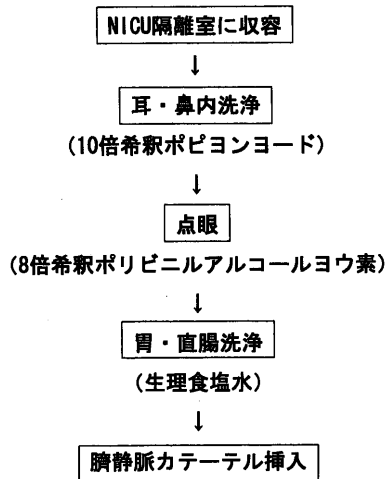 NICU隔離室に収容
↓
耳・鼻内洗浄
(10倍希釈ポピヨンヨード)
↓
点眼
(8倍希釈ポリビニルアルコールヨウ素)
↓
胃・直腸洗浄
(生理食塩水)
↓
臍静脈カテーテル挿入